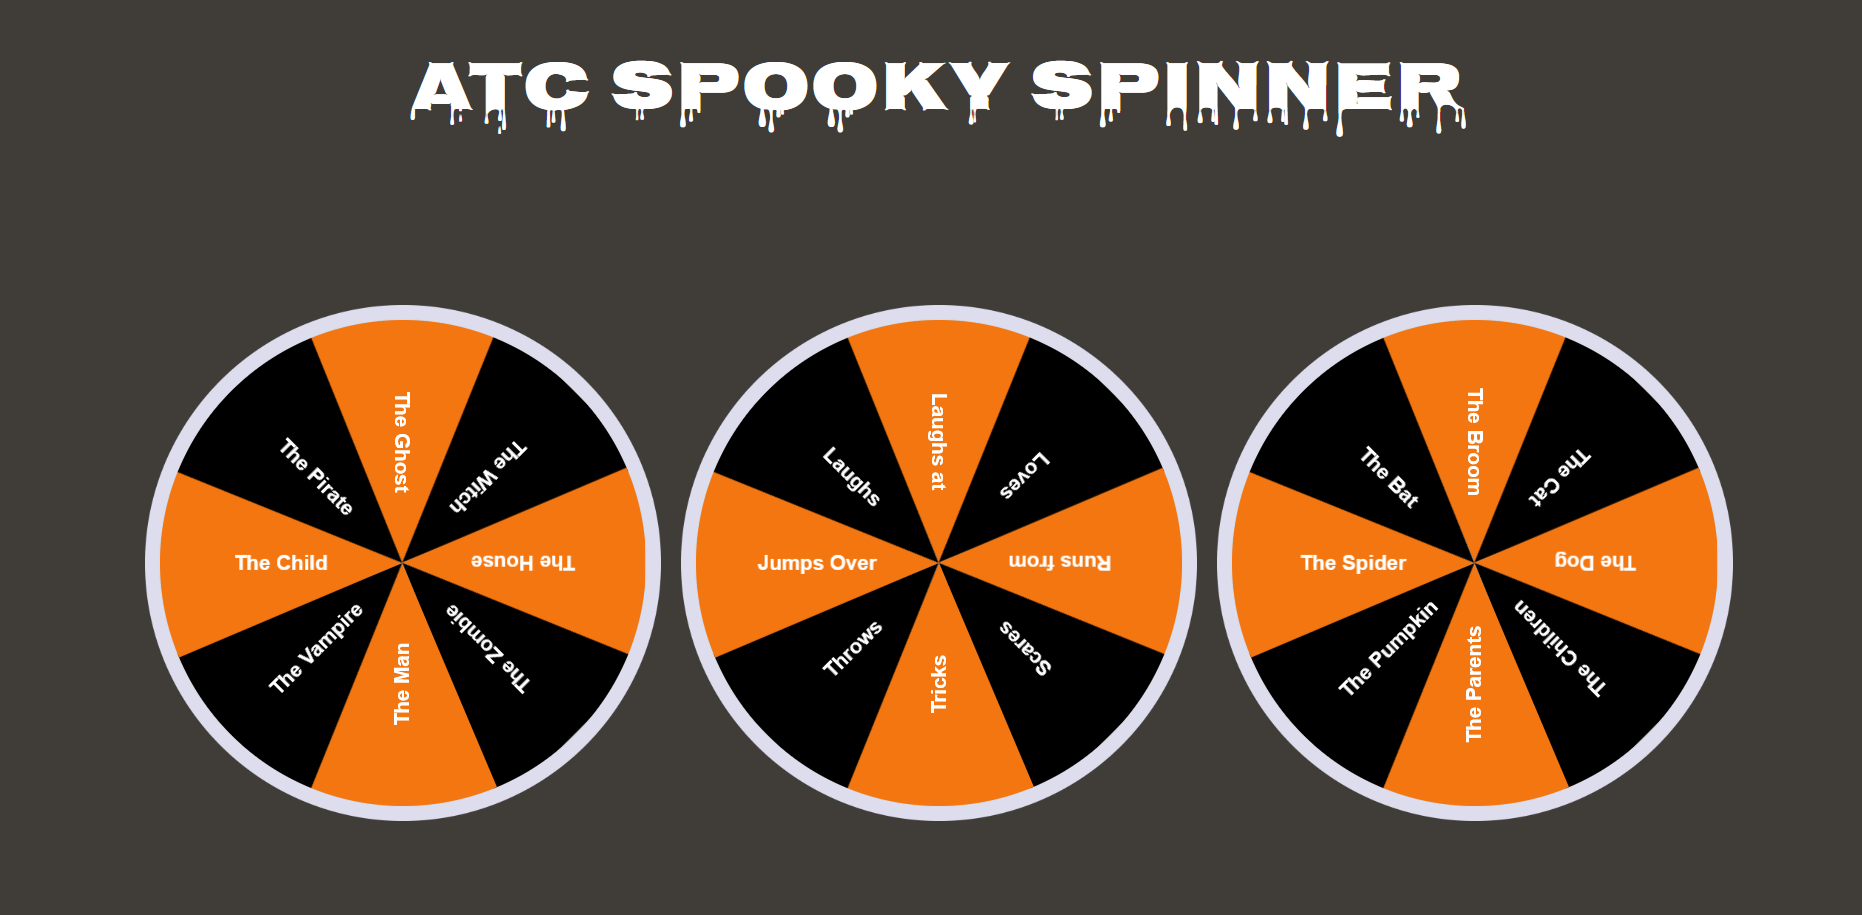 ATC SPOOKY SPINNER
The Ghost
The Witch
The House
The Zombie
The Man
The Vampire
The Child
The Pirate
Laughs at
Loves
Runs from
Scares
Tricks
Throws
Jumps Over
Laughs
The Broom
The Cat
The Dog
The Children
The Parents
The Pumpkin
The Spider
The Bat